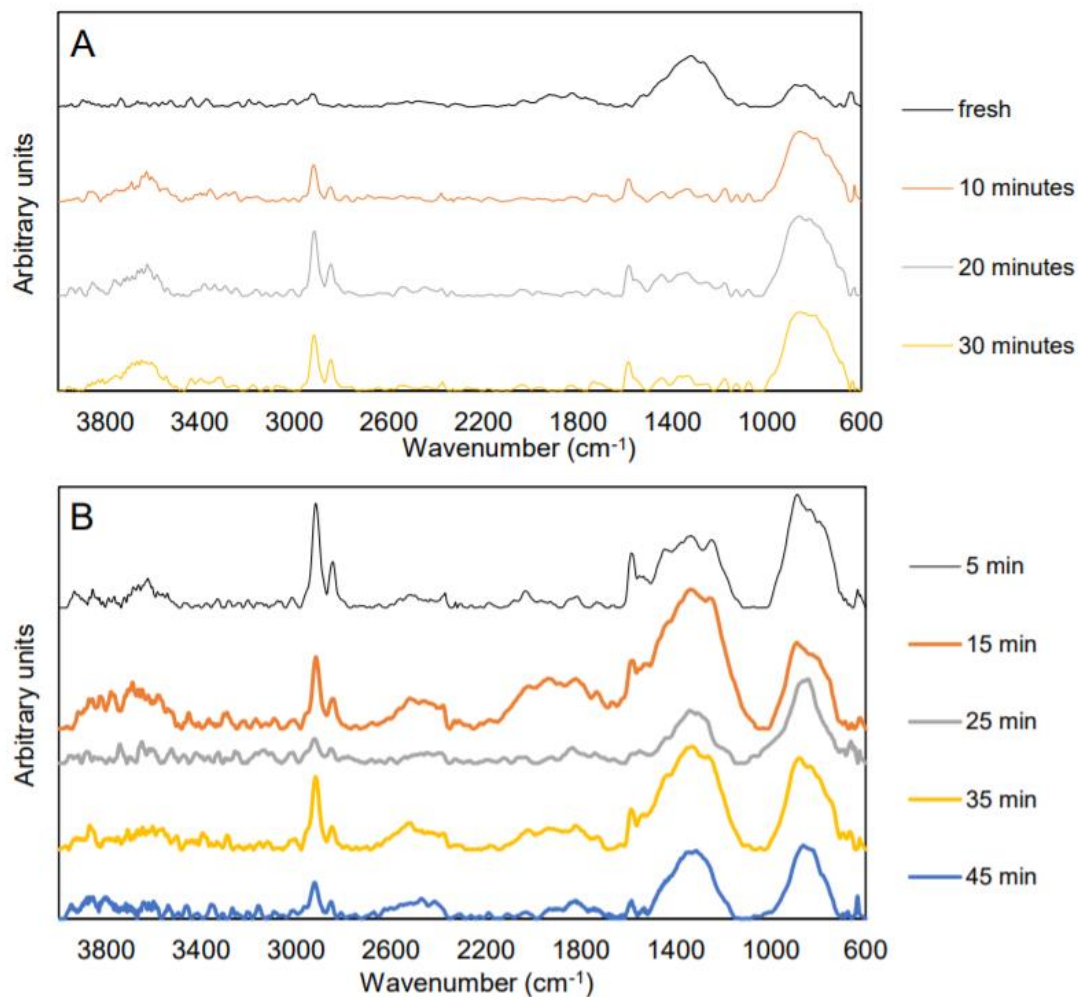 A
Arbitrary units
fresh
10 minutes
20 minutes
30 minutes
3800 3400 3000 2600 2200 1800 1400 1000 600
Wavenumber (cm⁻¹)
B
Arbitrary units
5 min
15 min
25 min
35 min
45 min
3800 3400 3000 2600 2200 1800 1400 1000 600
Wavenumber (cm⁻¹)